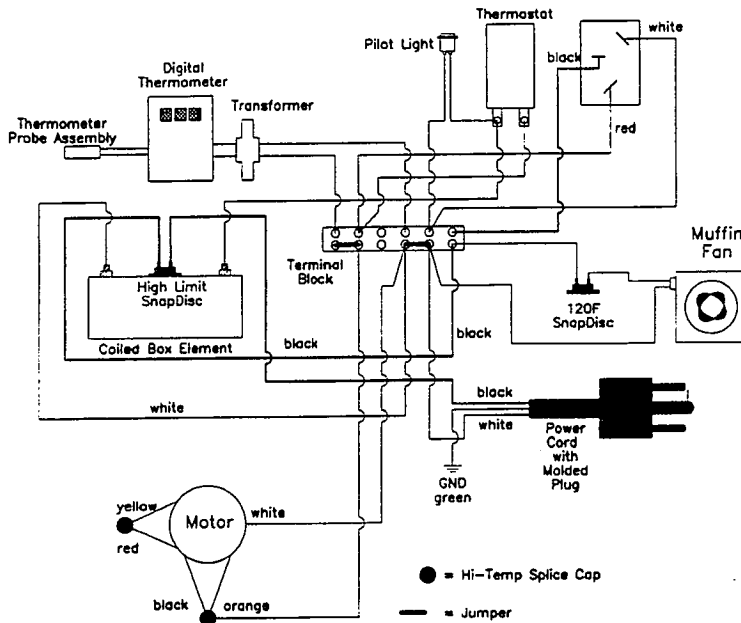 Thermostat
white
Pilot Light
black
Digital
Thermometer
Transformer
Thermometer
Probe Assembly
red
Muffin
Fan
Terminal
Block
High Limit
SnapDisc
120F
SnapDisc
Coiled Box Element
black
black
white
black
white
Power
Cord
with
Molded
Plug
GND
green
yellow
Motor
white
red
black
orange
= Hi-Temp Splice Cap
= Jumper